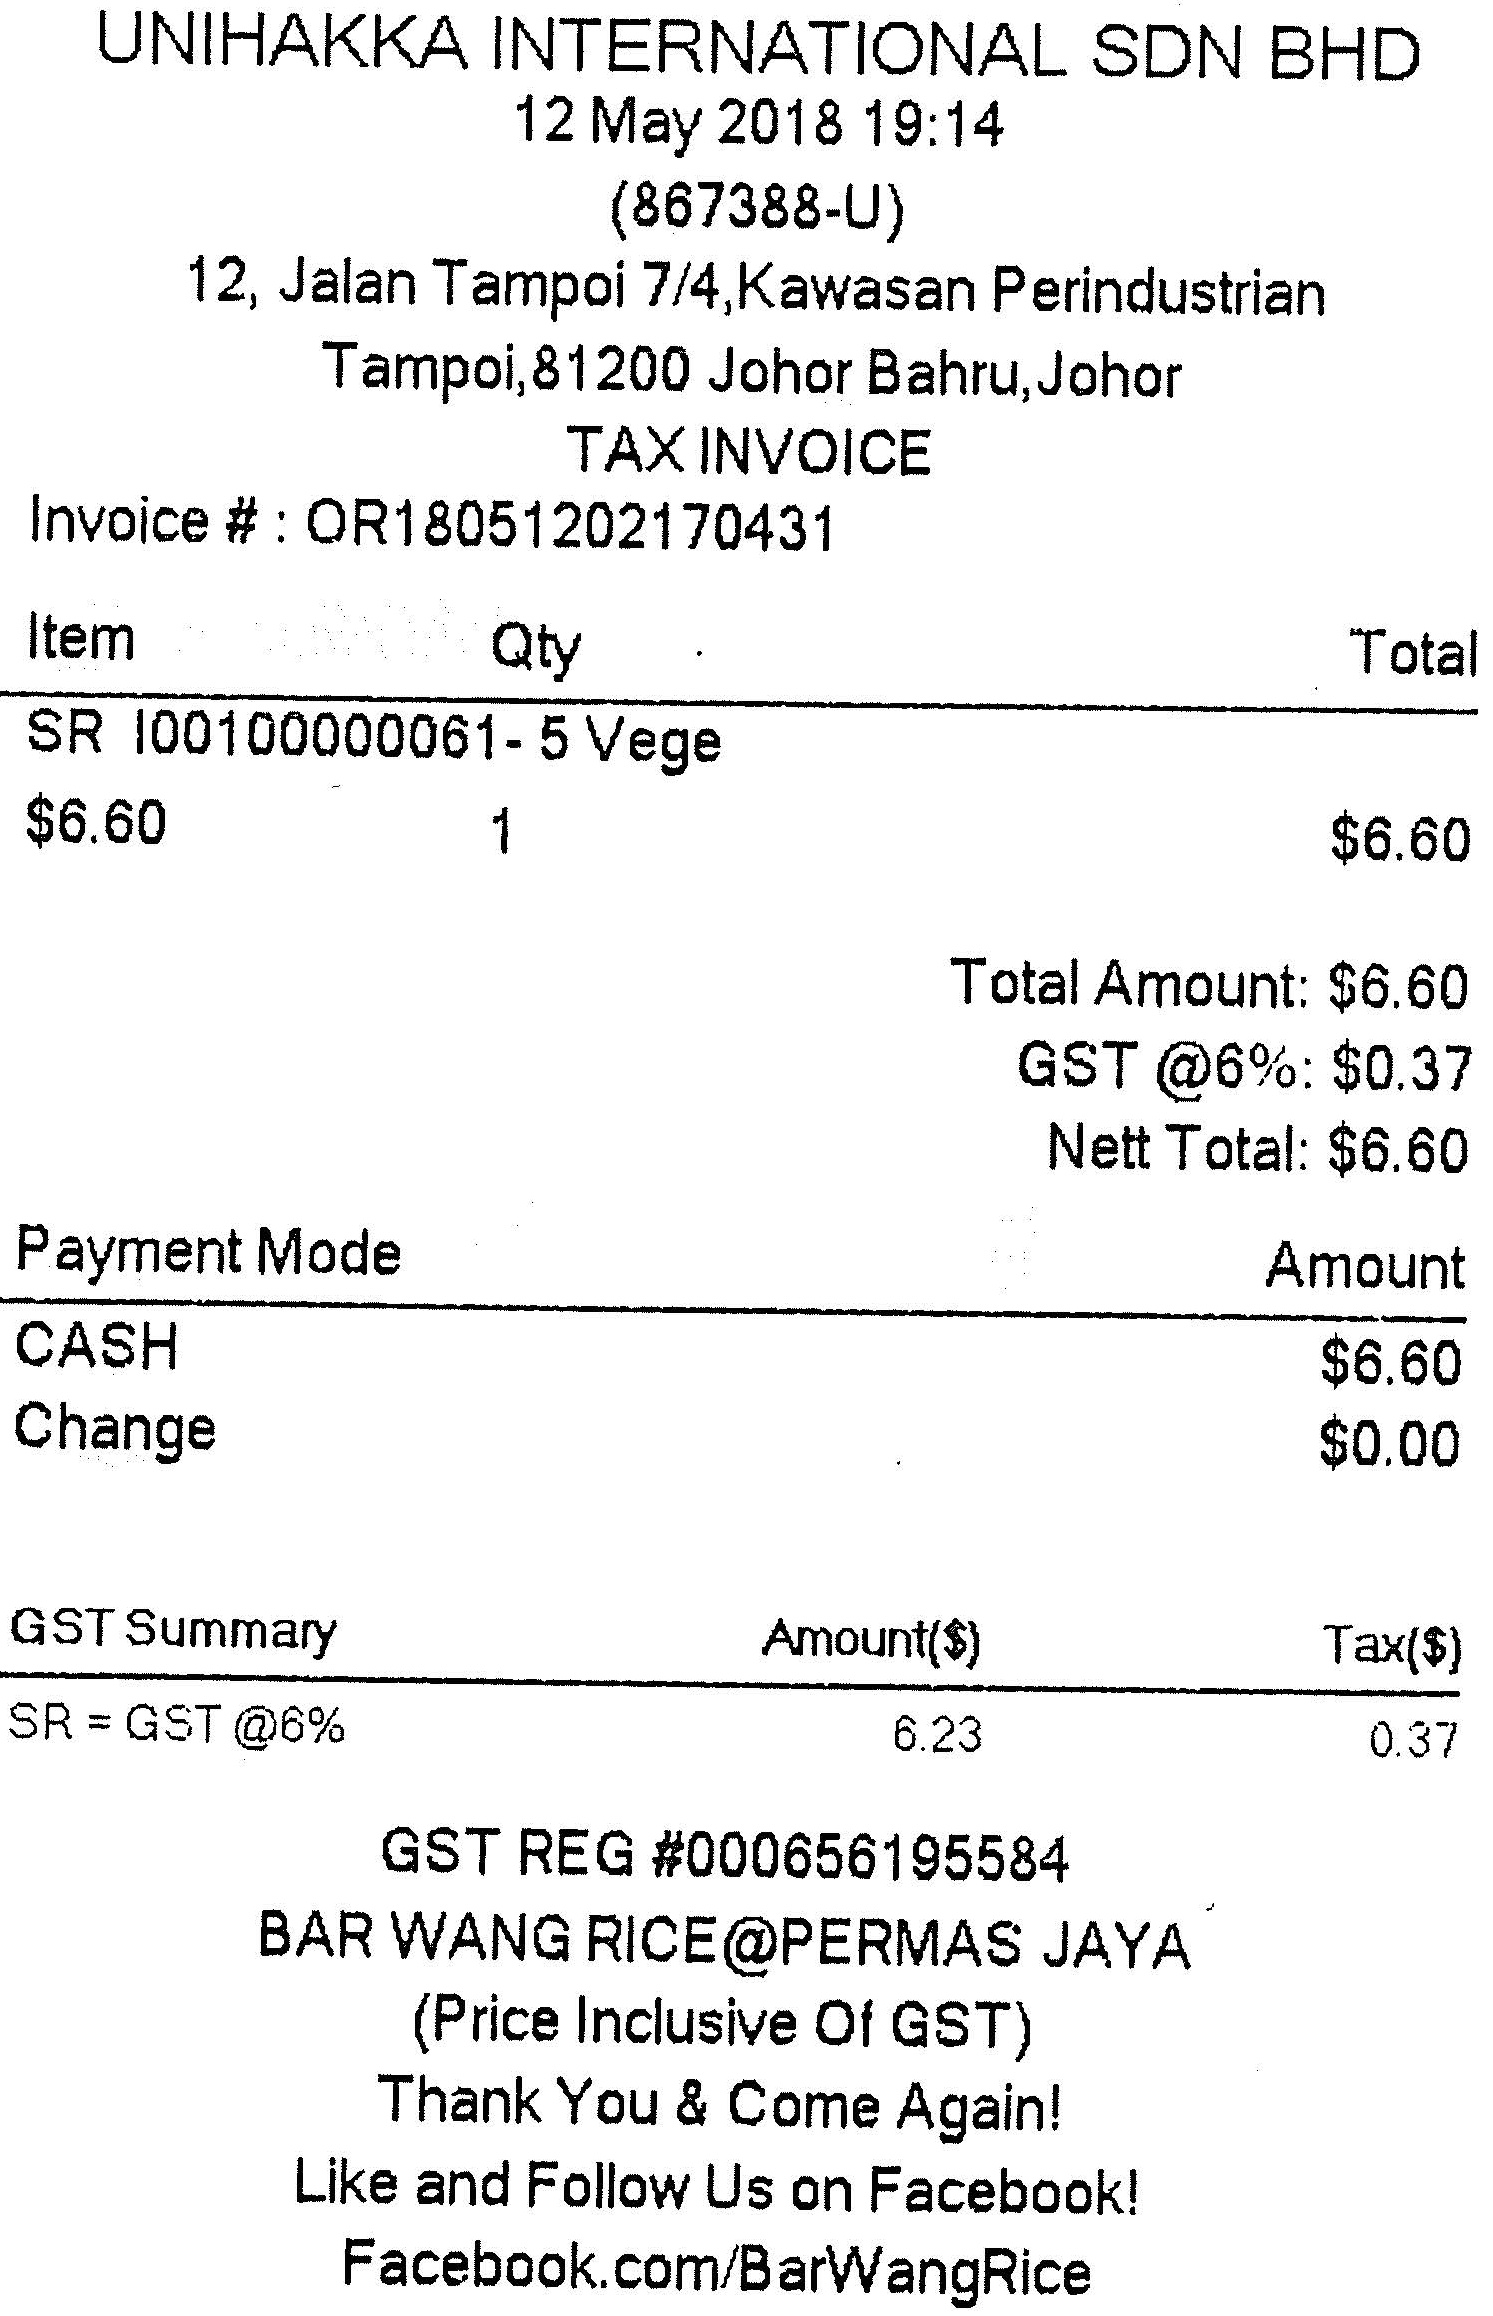 UNIHAKKA INTERNATIONAL SDN BHD
12 May 2018 19:14
(867388-U)
12, Jalan Tampoi 7/4,Kawasan Perindustrian
Tampoi,81200 Johor Bahru,Johor
TAX INVOICE
Invoice # : OR18051202170431
Item Qty Total
SR I00100000061- 5 Vege
$6.60 1 $6.60
Total Amount: $6.60
GST @6%: $0.37
Nett Total: $6.60
Payment Mode Amount
CASH $6.60
Change $0.00
GST Summary Amount($) Tax($)
SR = GST @6% 6.23 0.37
GST REG #000656195584
BAR WANG RICE@PERMAS JAYA
(Price Inclusive Of GST)
Thank You & Come Again!
Like and Follow Us on Facebook!
Facebook.com/BarWangRice